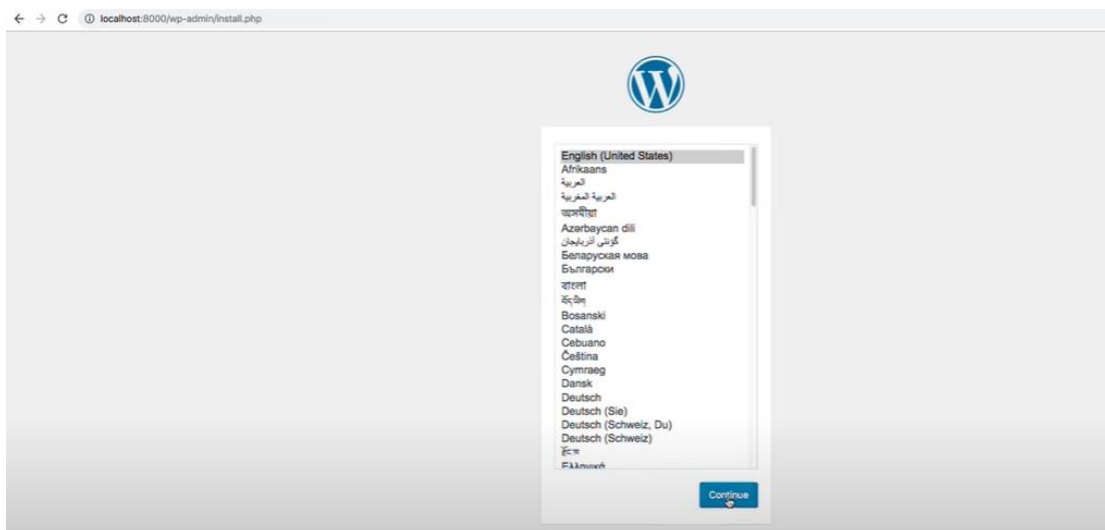 localhost:8000/wp-admin/install.php
English (United States)
Afrikaans
العربية
العربية المغربية
অসমীয়া
Azərbaycan dili
گؤنئی آذربایجان
Беларуская мова
Български
বাংলা
བོད་ཡིག
Bosanski
Català
Cebuano
Čeština
Cymraeg
Dansk
Deutsch
Deutsch (Sie)
Deutsch (Schweiz, Du)
Deutsch (Schweiz)
Ελληνικά
Continue